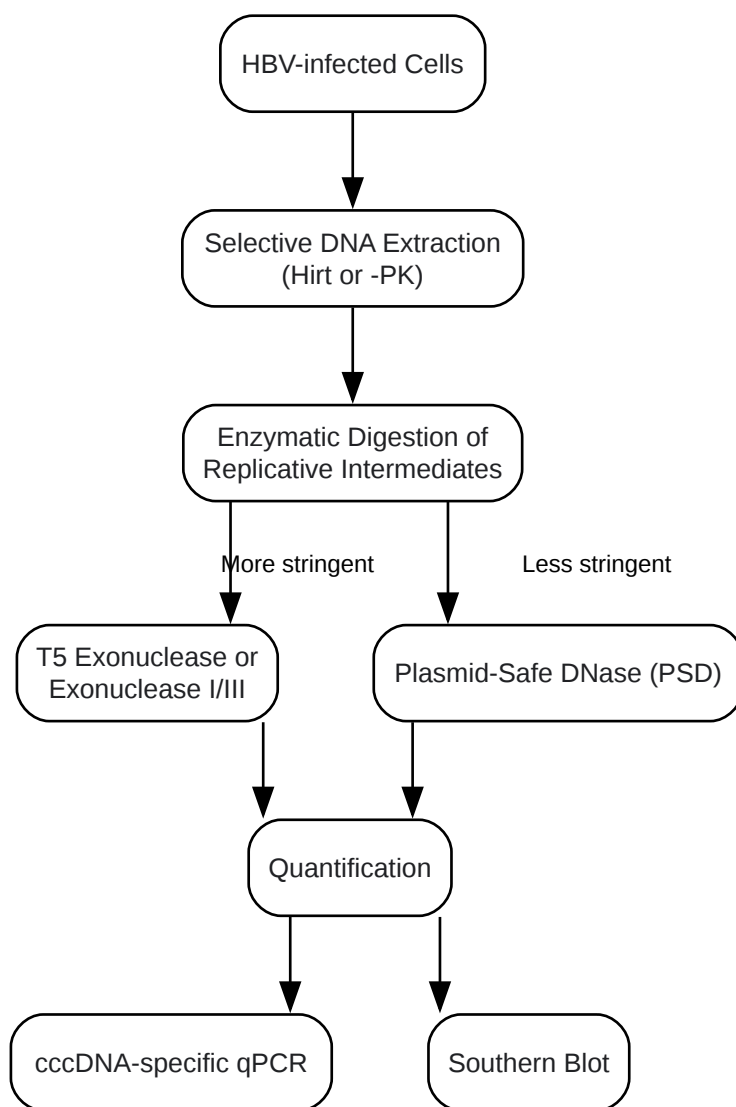 HBV-infected Cells
Selective DNA Extraction
(Hirt or -PK)
Enzymatic Digestion of
Replicative Intermediates
More stringent
Less stringent
T5 Exonuclease or
Exonuclease I/III
Plasmid-Safe DNase (PSD)
Quantification
cccDNA-specific qPCR
Southern Blot